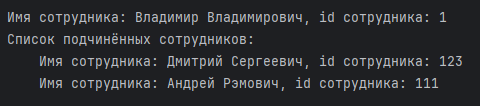 Имя сотрудника: Владимир Владимирович, id сотрудника: 1
Список подчинённых сотрудников:
    Имя сотрудника: Дмитрий Сергеевич, id сотрудника: 123
    Имя сотрудника: Андрей Рэмович, id сотрудника: 111